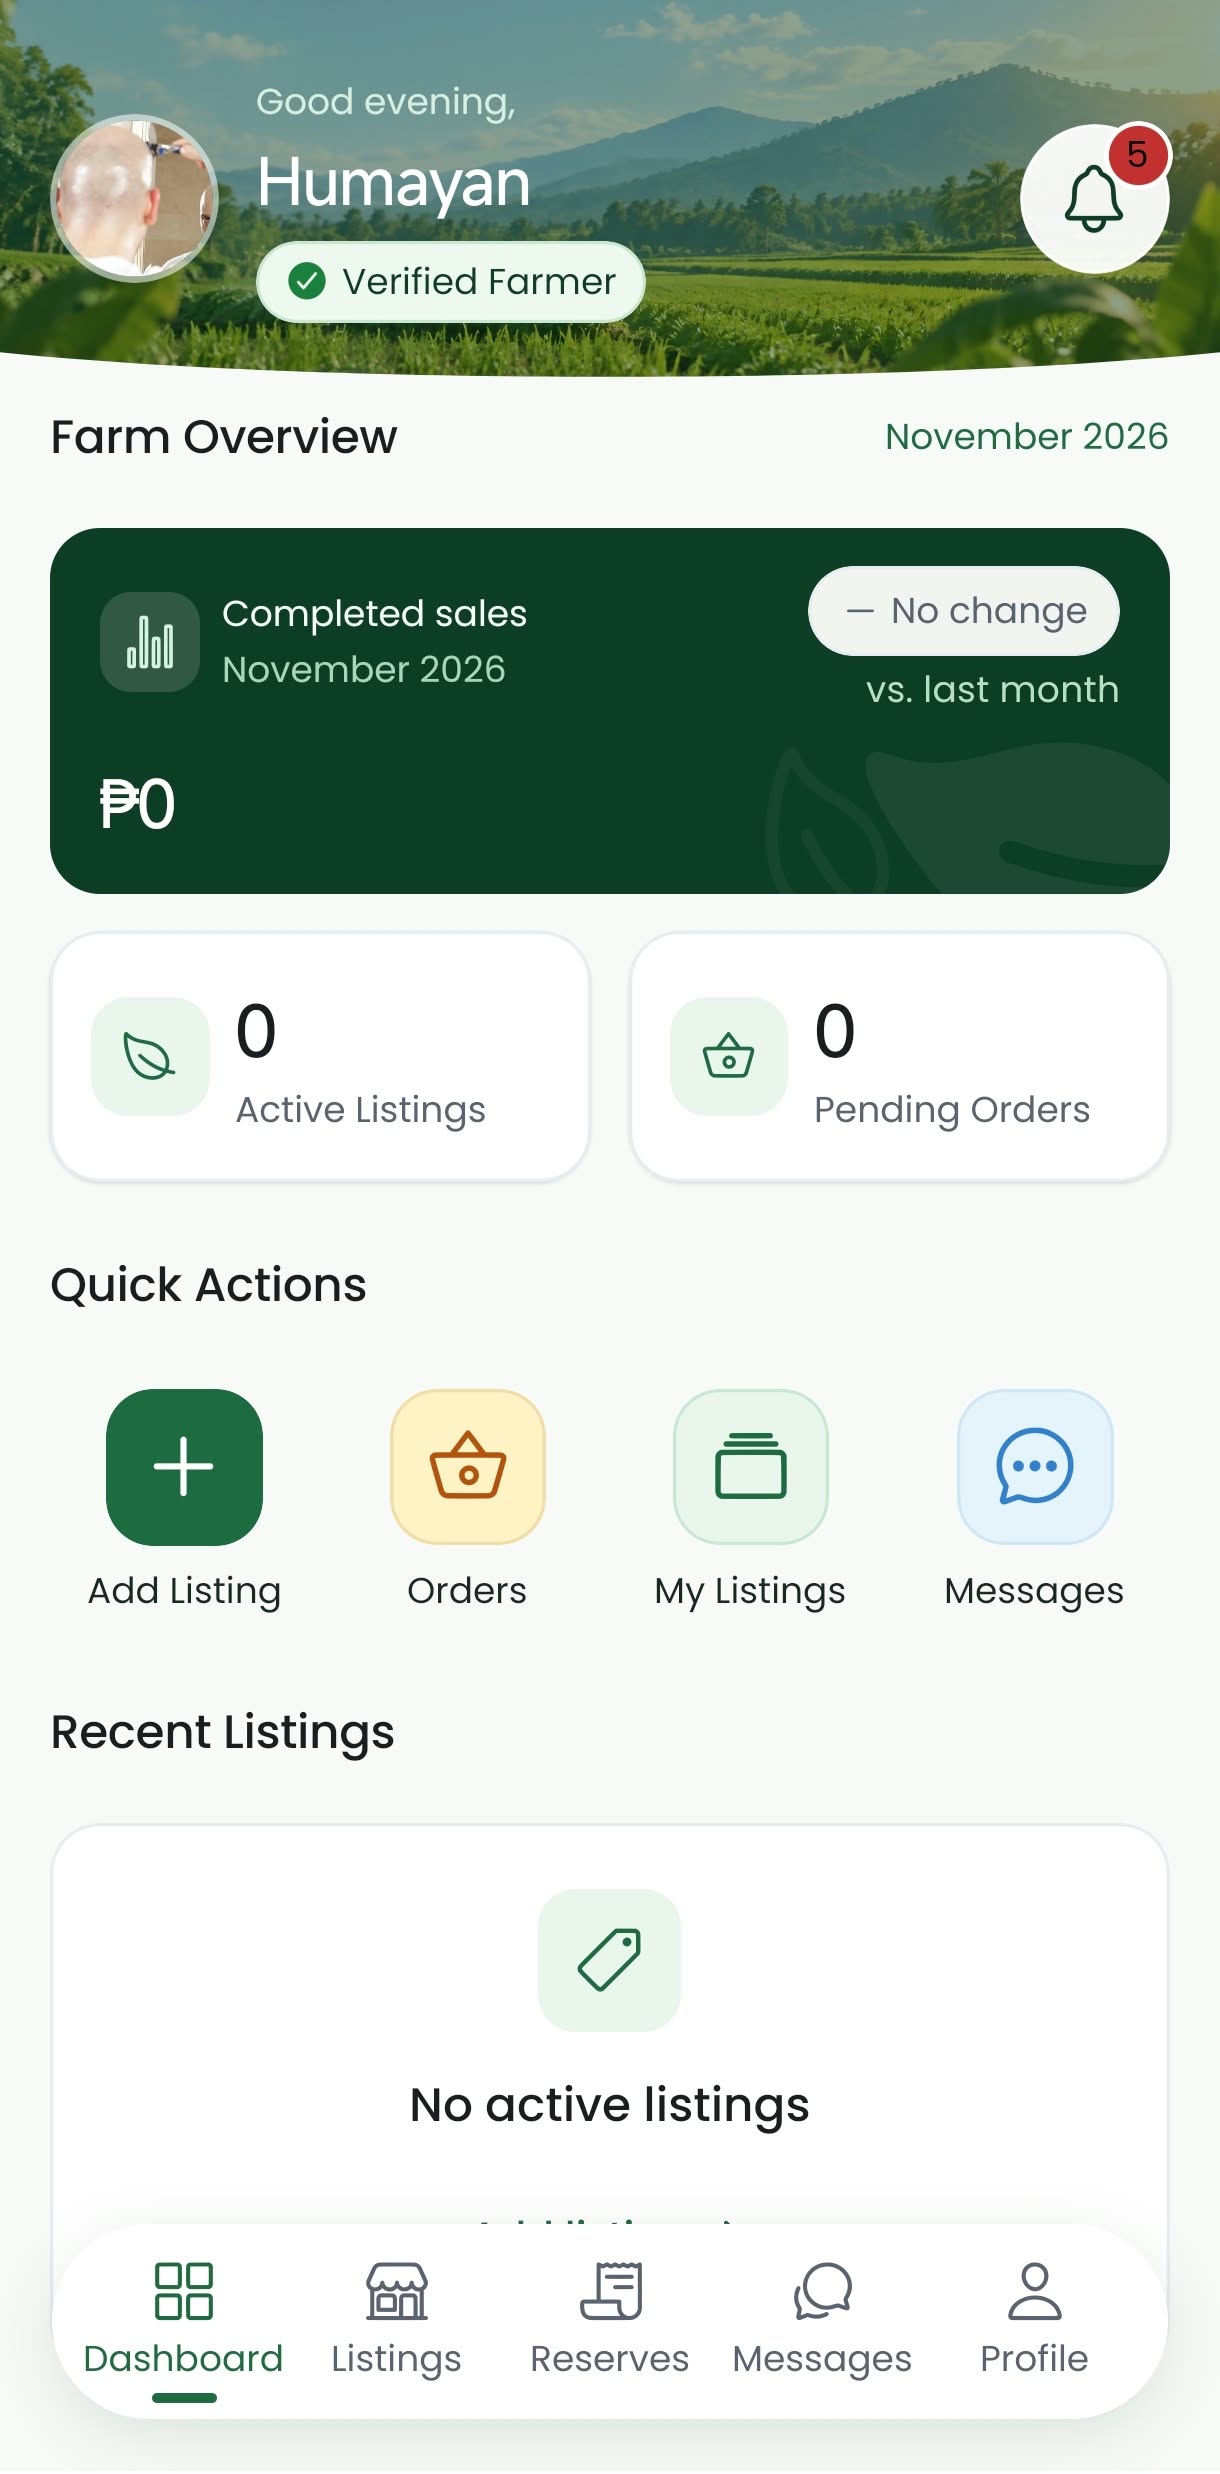 Good evening,
Humayan
5
Verified Farmer
Farm Overview
November 2026
Completed sales
November 2026
— No change
vs. last month
₱0
0
Active Listings
0
Pending Orders
Quick Actions
Add Listing
Orders
My Listings
Messages
Recent Listings
No active listings
Dashboard
Listings
Reserves
Messages
Profile